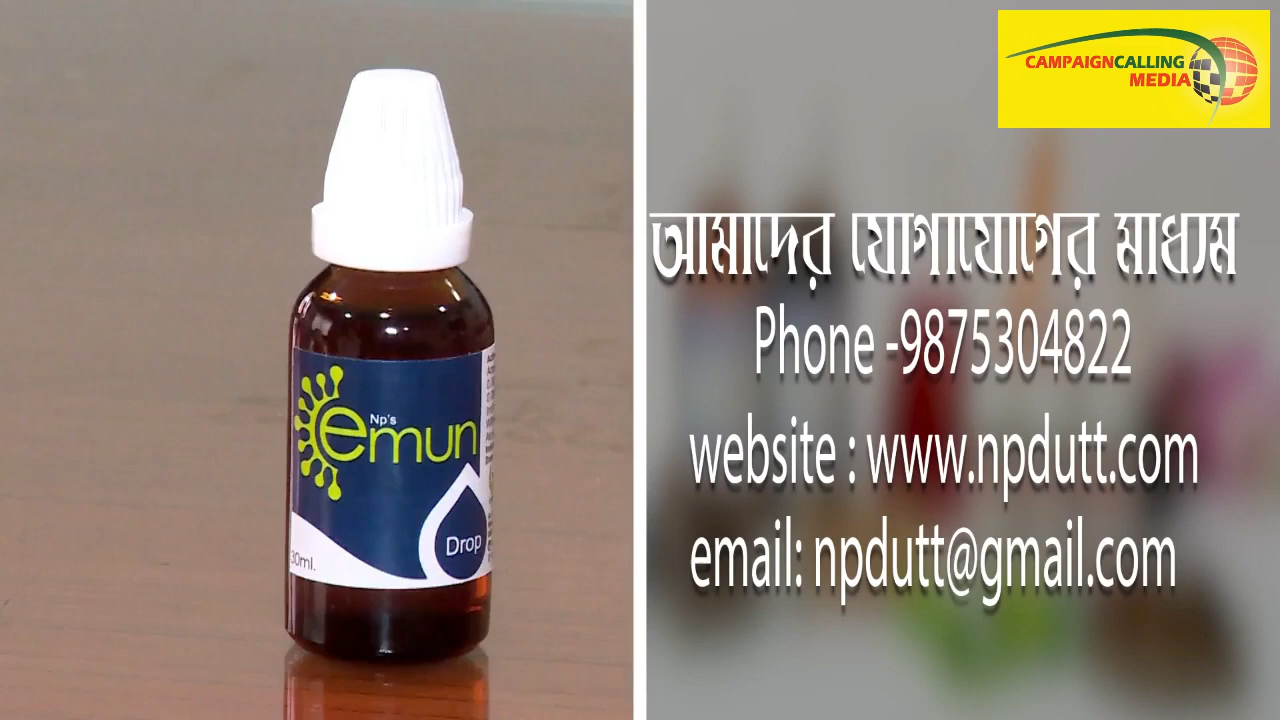 CAMPAIGNCALLING
MEDIA
আমাদের যোগাযোগের মাধ্যম
Phone -9875304822
website : www.npdutt.com
email: npdutt@gmail.com
Np's
emun
Drop
30ml.